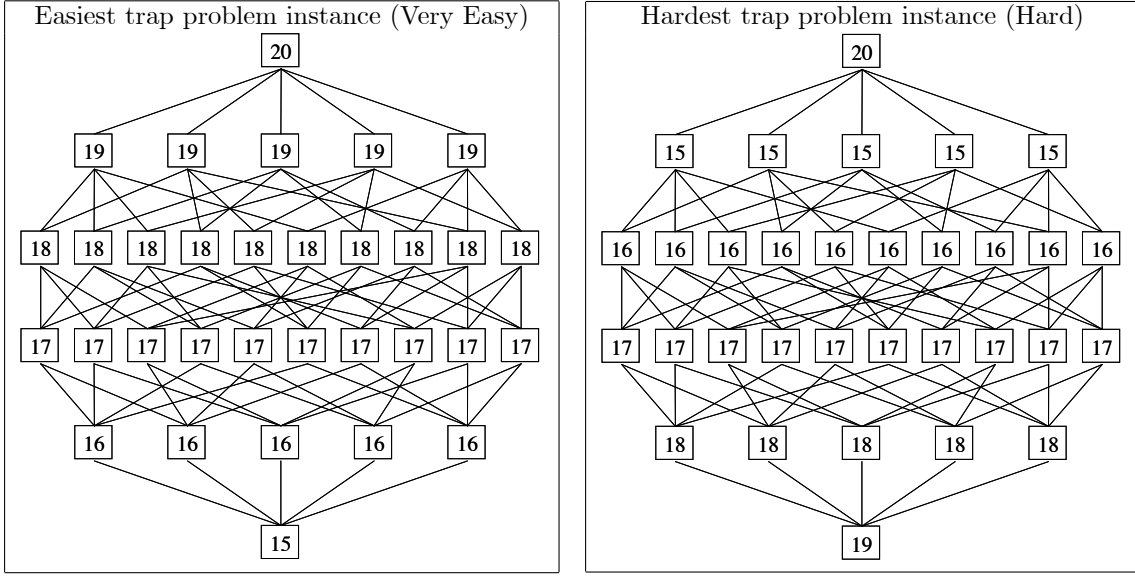 Easiest trap problem instance (Very Easy)
20
19 19 19 19 19
18 18 18 18 18 18 18 18 18 18
17 17 17 17 17 17 17 17 17 17
16 16 16 16 16
15
Hardest trap problem instance (Hard)
20
15 15 15 15 15
16 16 16 16 16 16 16 16 16 16
17 17 17 17 17 17 17 17 17 17
18 18 18 18 18
19